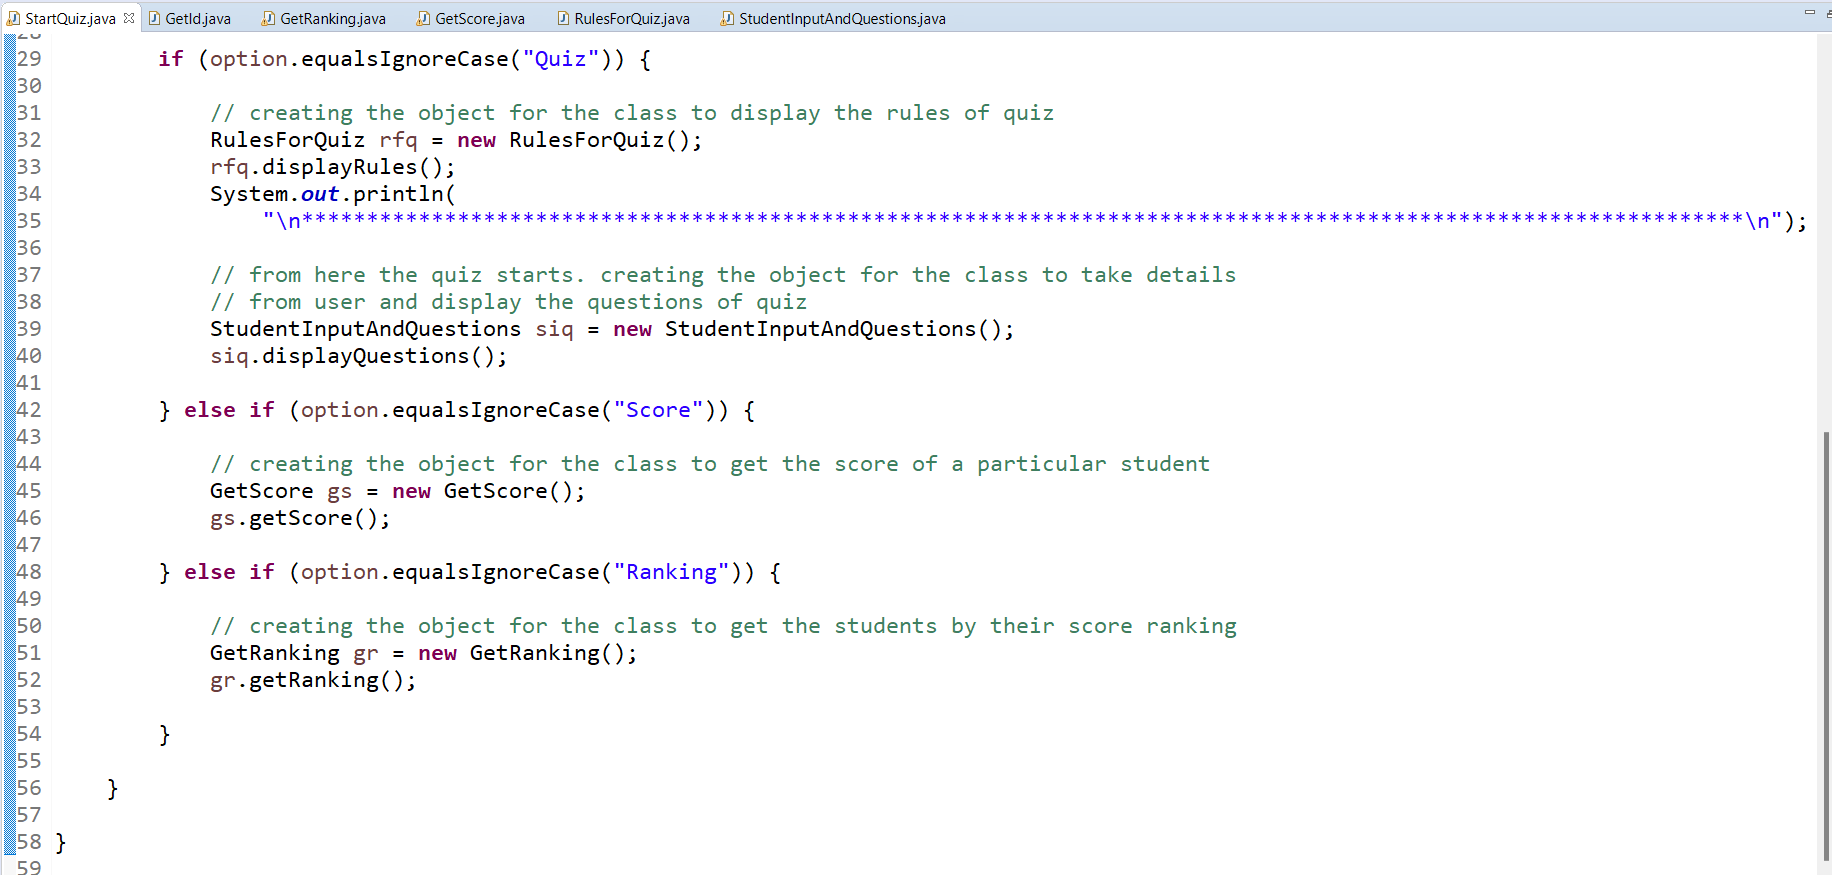 StartQuiz.java GetId.java GetRanking.java GetScore.java RulesForQuiz.java StudentInputAndQuestions.java
28
29 if (option.equalsIgnoreCase("Quiz")) {
30
31 // creating the object for the class to display the rules of quiz
32 RulesForQuiz rfq = new RulesForQuiz();
33 rfq.displayRules();
34 System.out.println(
35 "\n***************************************************************************************************************\n");
36
37 // from here the quiz starts. creating the object for the class to take details
38 // from user and display the questions of quiz
39 StudentInputAndQuestions siq = new StudentInputAndQuestions();
40 siq.displayQuestions();
41
42 } else if (option.equalsIgnoreCase("Score")) {
43
44 // creating the object for the class to get the score of a particular student
45 GetScore gs = new GetScore();
46 gs.getScore();
47
48 } else if (option.equalsIgnoreCase("Ranking")) {
49
50 // creating the object for the class to get the students by their score ranking
51 GetRanking gr = new GetRanking();
52 gr.getRanking();
53
54 }
55
56 }
57
58 }
59